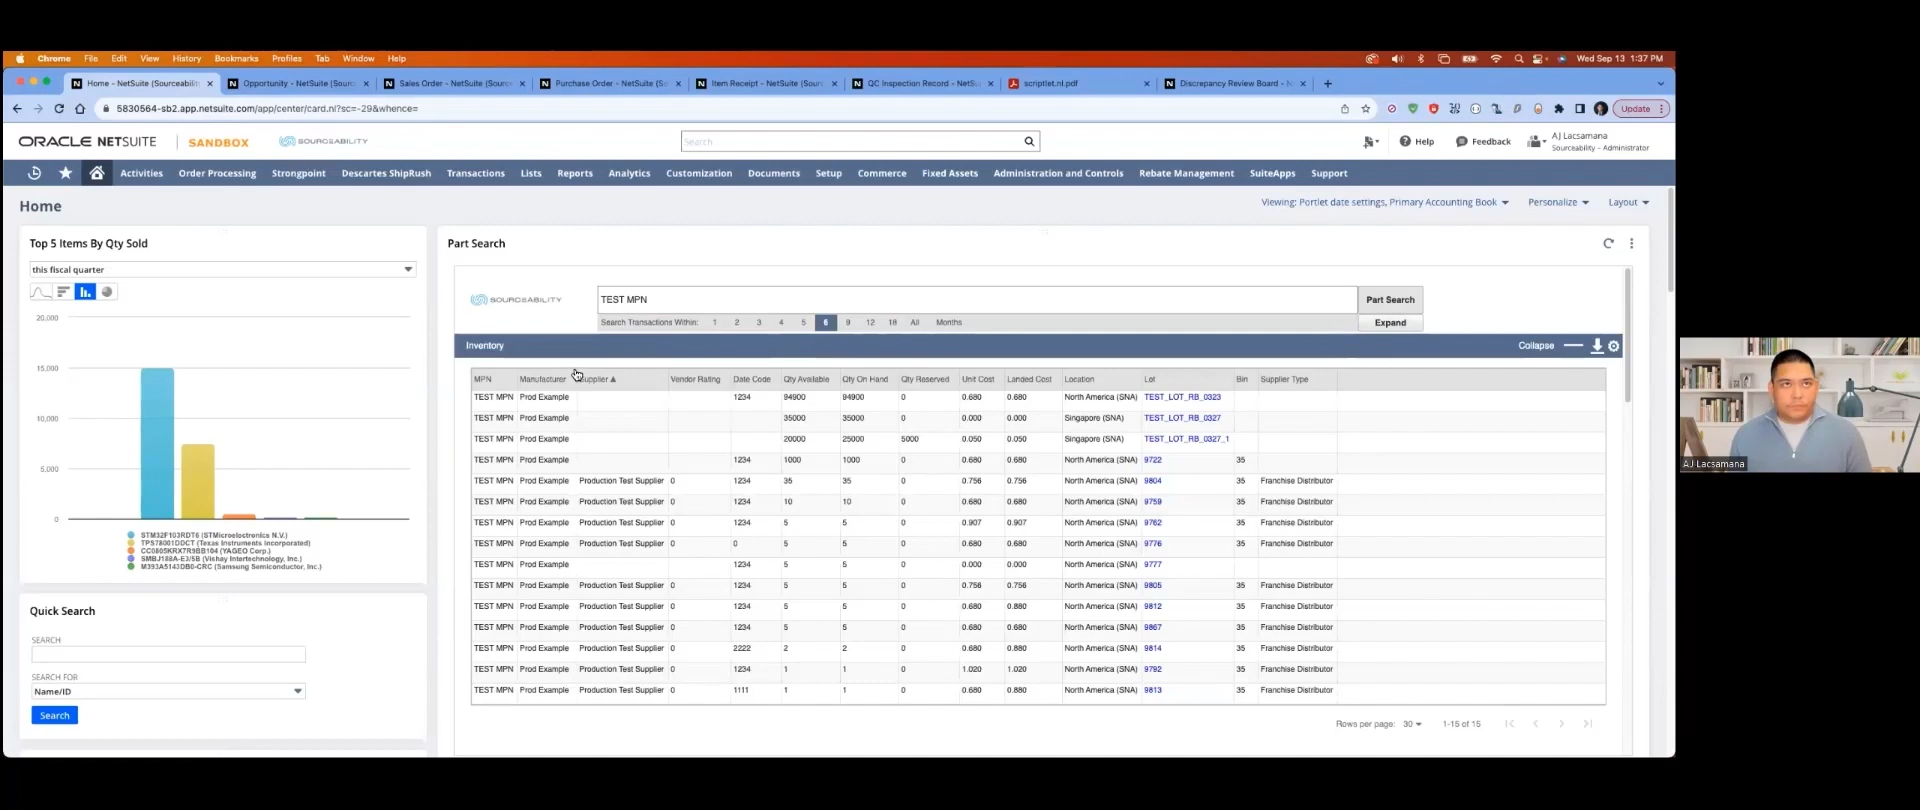 Chrome File Edit View History Bookmarks Profiles Tab Window Help Wed Sep 13 1:37 PM
Home - NetSuite (Sourceabilit Opportunity - NetSuite (Sourc Sales Order - NetSuite (Source Purchase Order - NetSuite (S Item Receipt - NetSuite (Sourc QC Inspection Record - NetSu scriptlet.nl.pdf Discrepancy Review Board - N
5830564-sb2.app.netsuite.com/app/center/card.nl?sc=-29&whence= Update
ORACLE NETSUITE SANDBOX SOURCEABILITY Search Help Feedback AJ Lacsamana
Sourceability - Administrator
Activities Order Processing Strongpoint Descartes ShipRush Transactions Lists Reports Analytics Customization Documents Setup Commerce Fixed Assets Administration and Controls Rebate Management SuiteApps Support
Home Viewing: Portlet date settings, Primary Accounting Book Personalize Layout
Top 5 Items By Qty Sold
this fiscal quarter
20,000
15,000
10,000
5,000
0
STM32F103RDT6 (STMicroelectronics N.V.)
TPS78001DDCT (Texas Instruments Incorporated)
CC0805KRX7R9BB104 (YAGEO Corp.)
SMBJ188A-E3/5B (Vishay Intertechnology, Inc.)
M393A5143DB0-CRC (Samsung Semiconductor, Inc.)
Quick Search
SEARCH
SEARCH FOR
Name/ID
Search
Part Search
SOURCEABILITY TEST MPN Part Search
Search Transactions Within: 1 2 3 4 5 6 9 12 18 All Months Expand
Inventory Collapse
MPN Manufacturer Supplier Vendor Rating Date Code Qty Available Qty On Hand Qty Reserved Unit Cost Landed Cost Location Lot Bin Supplier Type
TEST MPN Prod Example 1234 94900 94900 0 0.680 0.680 North America (SNA) TEST_LOT_RB_0323
TEST MPN Prod Example 35000 35000 0 0.000 0.000 Singapore (SNA) TEST_LOT_RB_0327
TEST MPN Prod Example 20000 25000 5000 0.050 0.050 Singapore (SNA) TEST_LOT_RB_0327_1
TEST MPN Prod Example 1234 1000 1000 0 0.680 0.680 North America (SNA) 9722 35
TEST MPN Prod Example Production Test Supplier 0 1234 35 35 0 0.756 0.756 North America (SNA) 9804 35 Franchise Distributor
TEST MPN Prod Example Production Test Supplier 0 1234 10 10 0 0.680 0.680 North America (SNA) 9759 35 Franchise Distributor
TEST MPN Prod Example Production Test Supplier 0 1234 5 5 0 0.907 0.907 North America (SNA) 9762 35 Franchise Distributor
TEST MPN Prod Example Production Test Supplier 0 0 5 5 0 0.680 0.680 North America (SNA) 9776 35 Franchise Distributor
TEST MPN Prod Example 1234 5 5 0 0.000 0.000 North America (SNA) 9777
TEST MPN Prod Example Production Test Supplier 0 1234 5 5 0 0.756 0.756 North America (SNA) 9805 35 Franchise Distributor
TEST MPN Prod Example Production Test Supplier 0 1234 5 5 0 0.680 0.880 North America (SNA) 9812 35 Franchise Distributor
TEST MPN Prod Example Production Test Supplier 0 1234 5 5 0 0.680 0.680 North America (SNA) 9867 35 Franchise Distributor
TEST MPN Prod Example Production Test Supplier 0 2222 2 2 0 0.680 0.880 North America (SNA) 9814 35 Franchise Distributor
TEST MPN Prod Example Production Test Supplier 0 1234 1 1 0 1.020 1.020 North America (SNA) 9792 35 Franchise Distributor
TEST MPN Prod Example Production Test Supplier 0 1111 1 1 0 0.680 0.880 North America (SNA) 9813 35 Franchise Distributor
Rows per page: 30 1-15 of 15
AJ Lacsamana